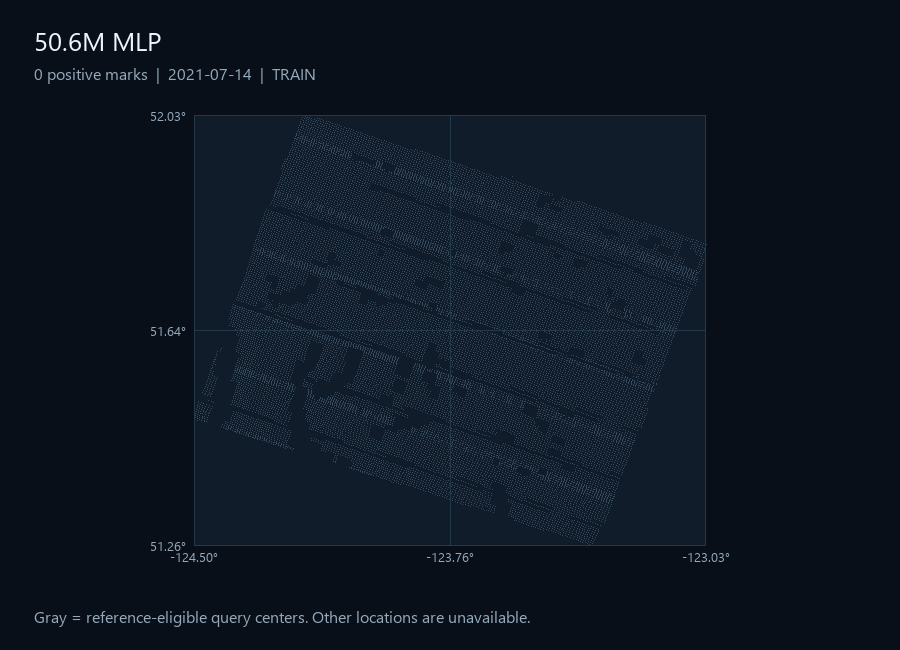 50.6M MLP
0 positive marks | 2021-07-14 | TRAIN
52.03°
51.64°
51.26°
-124.50°
-123.76°
-123.03°
Gray = reference-eligible query centers. Other locations are unavailable.